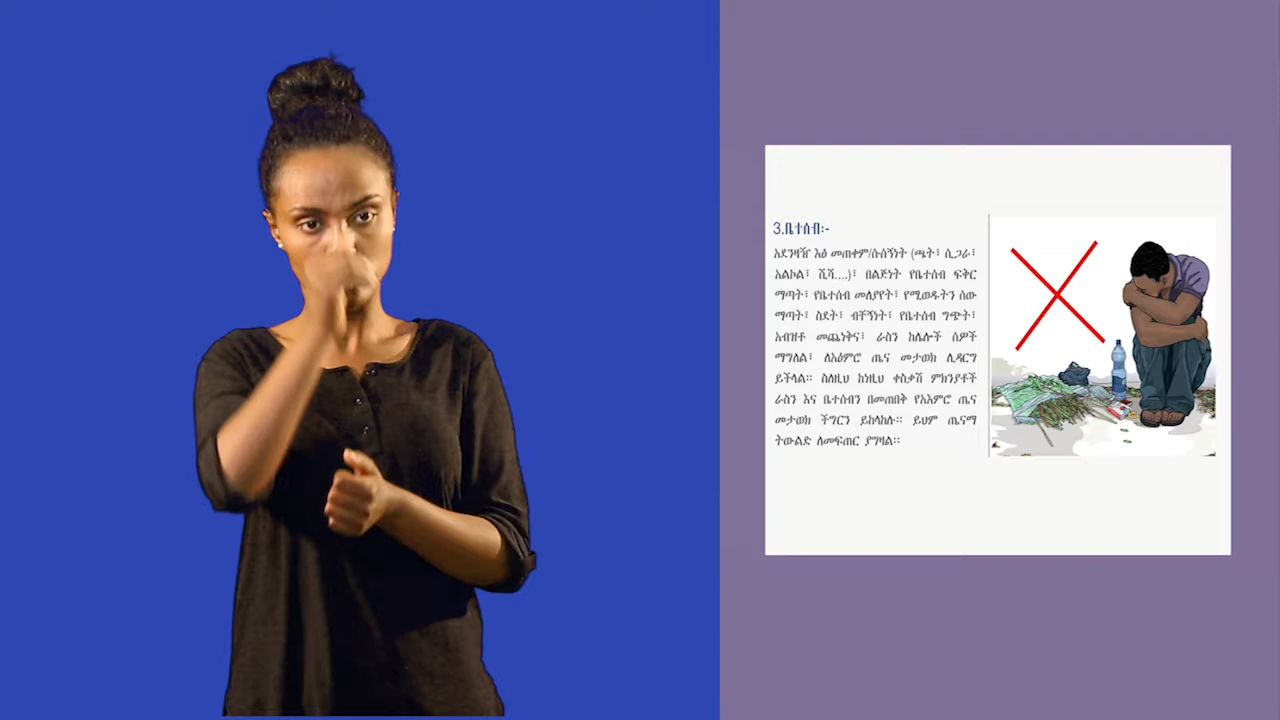 3.ቤተሰብ፡-
አደንዛዥ እፅ መጠቀም/ሱሰኝነት (ጫት፣ ሲጋራ፣
አልኮል፣ ሺሻ....)፣ በልጅነት የቤተሰብ ፍቅር
ማጣት፣ የቤተሰብ መለያየት፣ የሚወዱትን ሰው
ማጣት፣ ስደት፣ ብቸኝነት፣ የቤተሰብ ግጭት፣
አብዝቶ መጨነቅና፣ ራስን ከሌሎች ሰዎች
ማግለል፣ ለአዕምሮ ጤና መታወክ ሊዳርግ
ይችላል። ስለዚህ ከነዚህ ቀስቃሽ ምክንያቶች
ራስን እና ቤተሰብን በመጠበቅ የአእምሮ ጤና
መታወክ ችግርን ይከላከሉ። ይህም ጤናማ
ትውልድ ለመፍጠር ያግዛል።